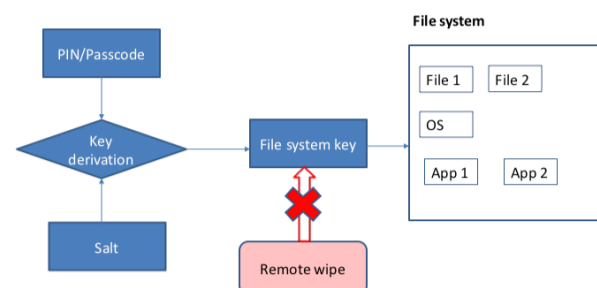 File system
PIN/Passcode
File 1
File 2
OS
Key
derivation
File system key
App 1
App 2
Salt
Remote wipe